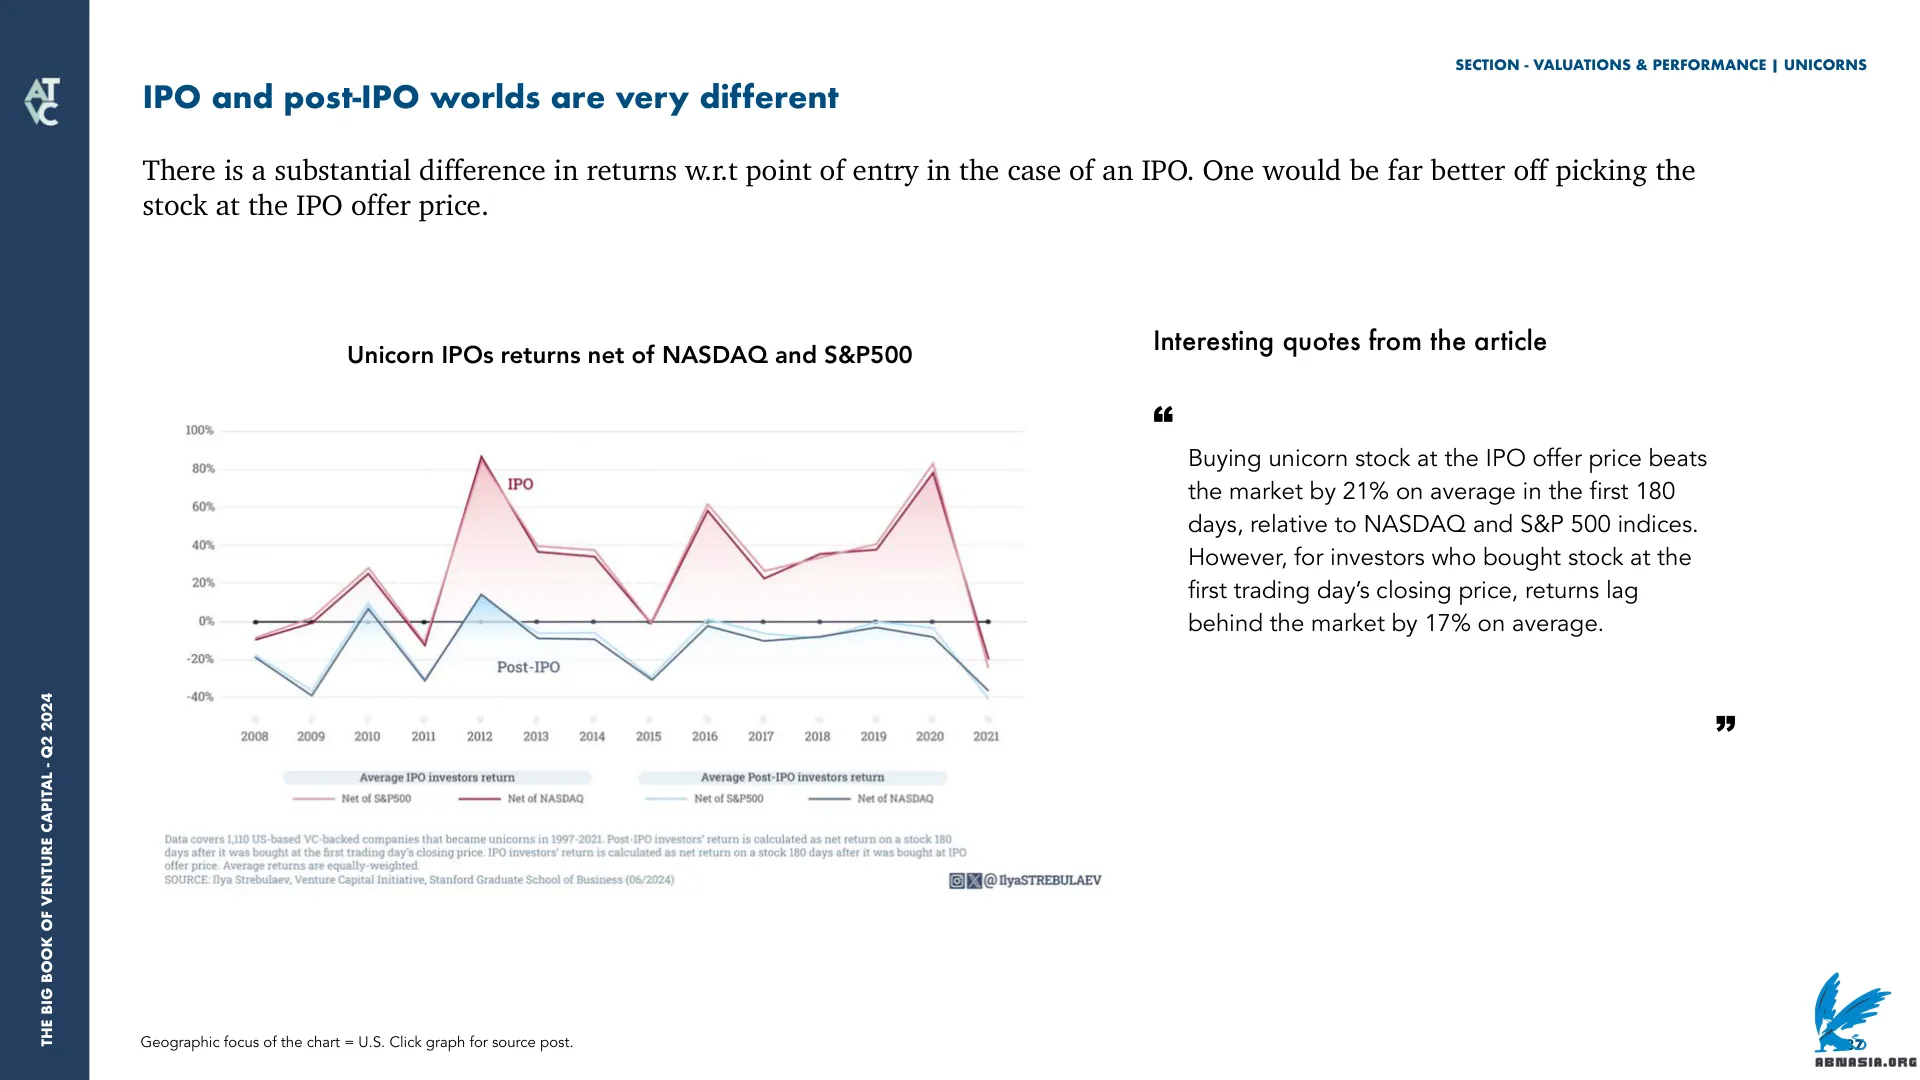 SECTION - VALUATIONS & PERFORMANCE | UNICORNS
AT
VC
IPO and post-IPO worlds are very different
There is a substantial difference in returns w.r.t point of entry in the case of an IPO. One would be far better off picking the
stock at the IPO offer price.
Unicorn IPOs returns net of NASDAQ and S&P500
100%
80%
60%
40%
20%
0%
-20%
-40%
IPO
Post-IPO
2008 2009 2010 2011 2012 2013 2014 2015 2016 2017 2018 2019 2020 2021
Average IPO investors return
Average Post-IPO investors return
Net of S&P500 Net of NASDAQ Net of S&P500 Net of NASDAQ
Data covers 1,110 US-based VC-backed companies that became unicorns in 1997-2021. Post-IPO investors' return is calculated as net return on a stock 180
days after it was bought at the first trading day's closing price. IPO investors' return is calculated as net return on a stock 180 days after it was bought at IPO
offer price. Average returns are equally-weighted.
SOURCE: Ilya Strebulaev, Venture Capital Initiative, Stanford Graduate School of Business (06/2024)
@IlyaSTREBULAEV
Interesting quotes from the article
“
Buying unicorn stock at the IPO offer price beats
the market by 21% on average in the first 180
days, relative to NASDAQ and S&P 500 indices.
However, for investors who bought stock at the
first trading day’s closing price, returns lag
behind the market by 17% on average.
”
THE BIG BOOK OF VENTURE CAPITAL - Q2 2024
Geographic focus of the chart = U.S. Click graph for source post.
37
ABNASIA.ORG